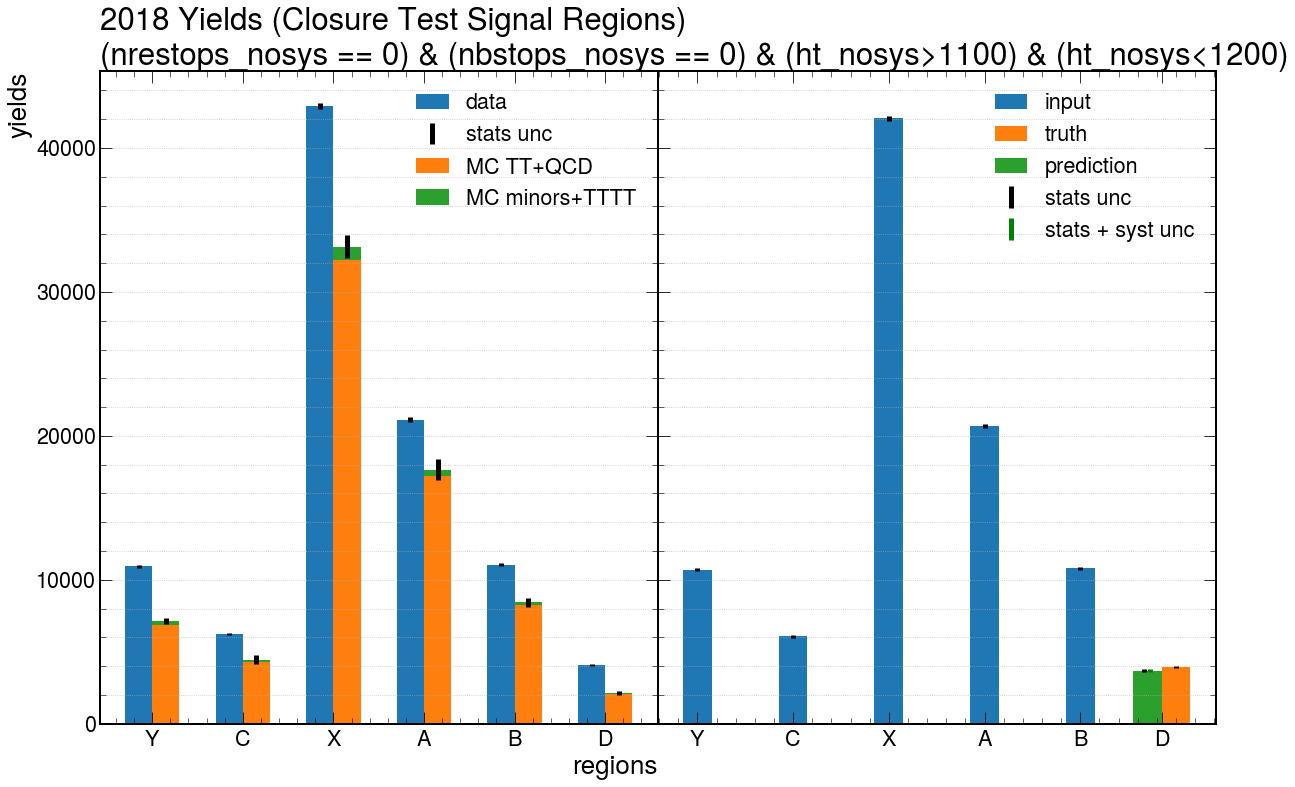 2018 Yields (Closure Test Signal Regions)
(nrestops_nosys == 0) & (nbstops_nosys == 0) & (ht_nosys>1100) & (ht_nosys<1200)
yields
40000
30000
20000
10000
0
data
stats unc
MC TT+QCD
MC minors+TTTT
input
truth
prediction
stats unc
stats + syst unc
Y C X A B D
Y C X A B D
regions